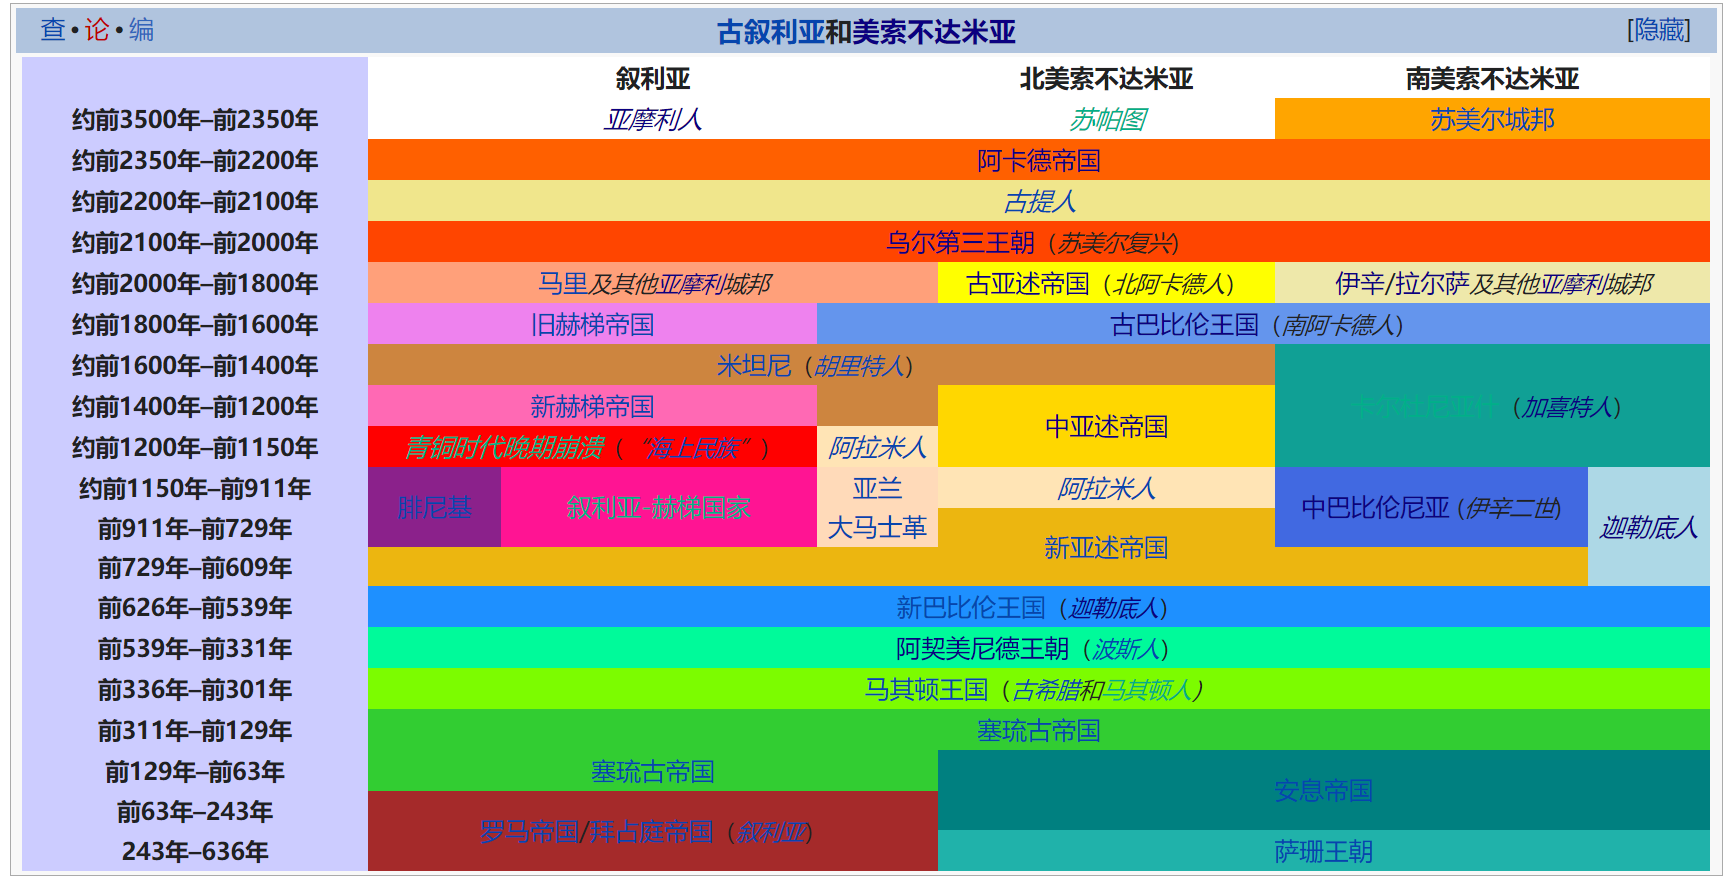 查 • 论 • 编 古叙利亚和美索不达米亚 [隐藏]
叙利亚 北美索不达米亚 南美索不达米亚
约前3500年–前2350年 亚摩利人 苏帕图 苏美尔城邦
约前2350年–前2200年 阿卡德帝国
约前2200年–前2100年 古提人
约前2100年–前2000年 乌尔第三王朝（苏美尔复兴）
约前2000年–前1800年 马里及其他亚摩利城邦 古亚述帝国（北阿卡德人） 伊辛/拉尔萨及其他亚摩利城邦
约前1800年–前1600年 旧赫梯帝国 古巴比伦王国（南阿卡德人）
约前1600年–前1400年 米坦尼（胡里特人）
约前1400年–前1200年 新赫梯帝国 中亚述帝国 卡尔杜尼亚什（加喜特人）
约前1200年–前1150年 青铜时代晚期崩溃（“海上民族”） 阿拉米人
约前1150年–前911年 腓尼基 叙利亚-赫梯国家 亚兰 阿拉米人 中巴比伦尼亚 (伊辛二世)
前911年–前729年 大马士革 新亚述帝国 迦勒底人
前729年–前609年
前626年–前539年 新巴比伦王国（迦勒底人）
前539年–前331年 阿契美尼德王朝（波斯人）
前336年–前301年 马其顿王国（古希腊和马其顿人）
前311年–前129年 塞琉古帝国
前129年–前63年 塞琉古帝国 安息帝国
前63年–243年 罗马帝国/拜占庭帝国（叙利亚）
243年–636年 萨珊王朝